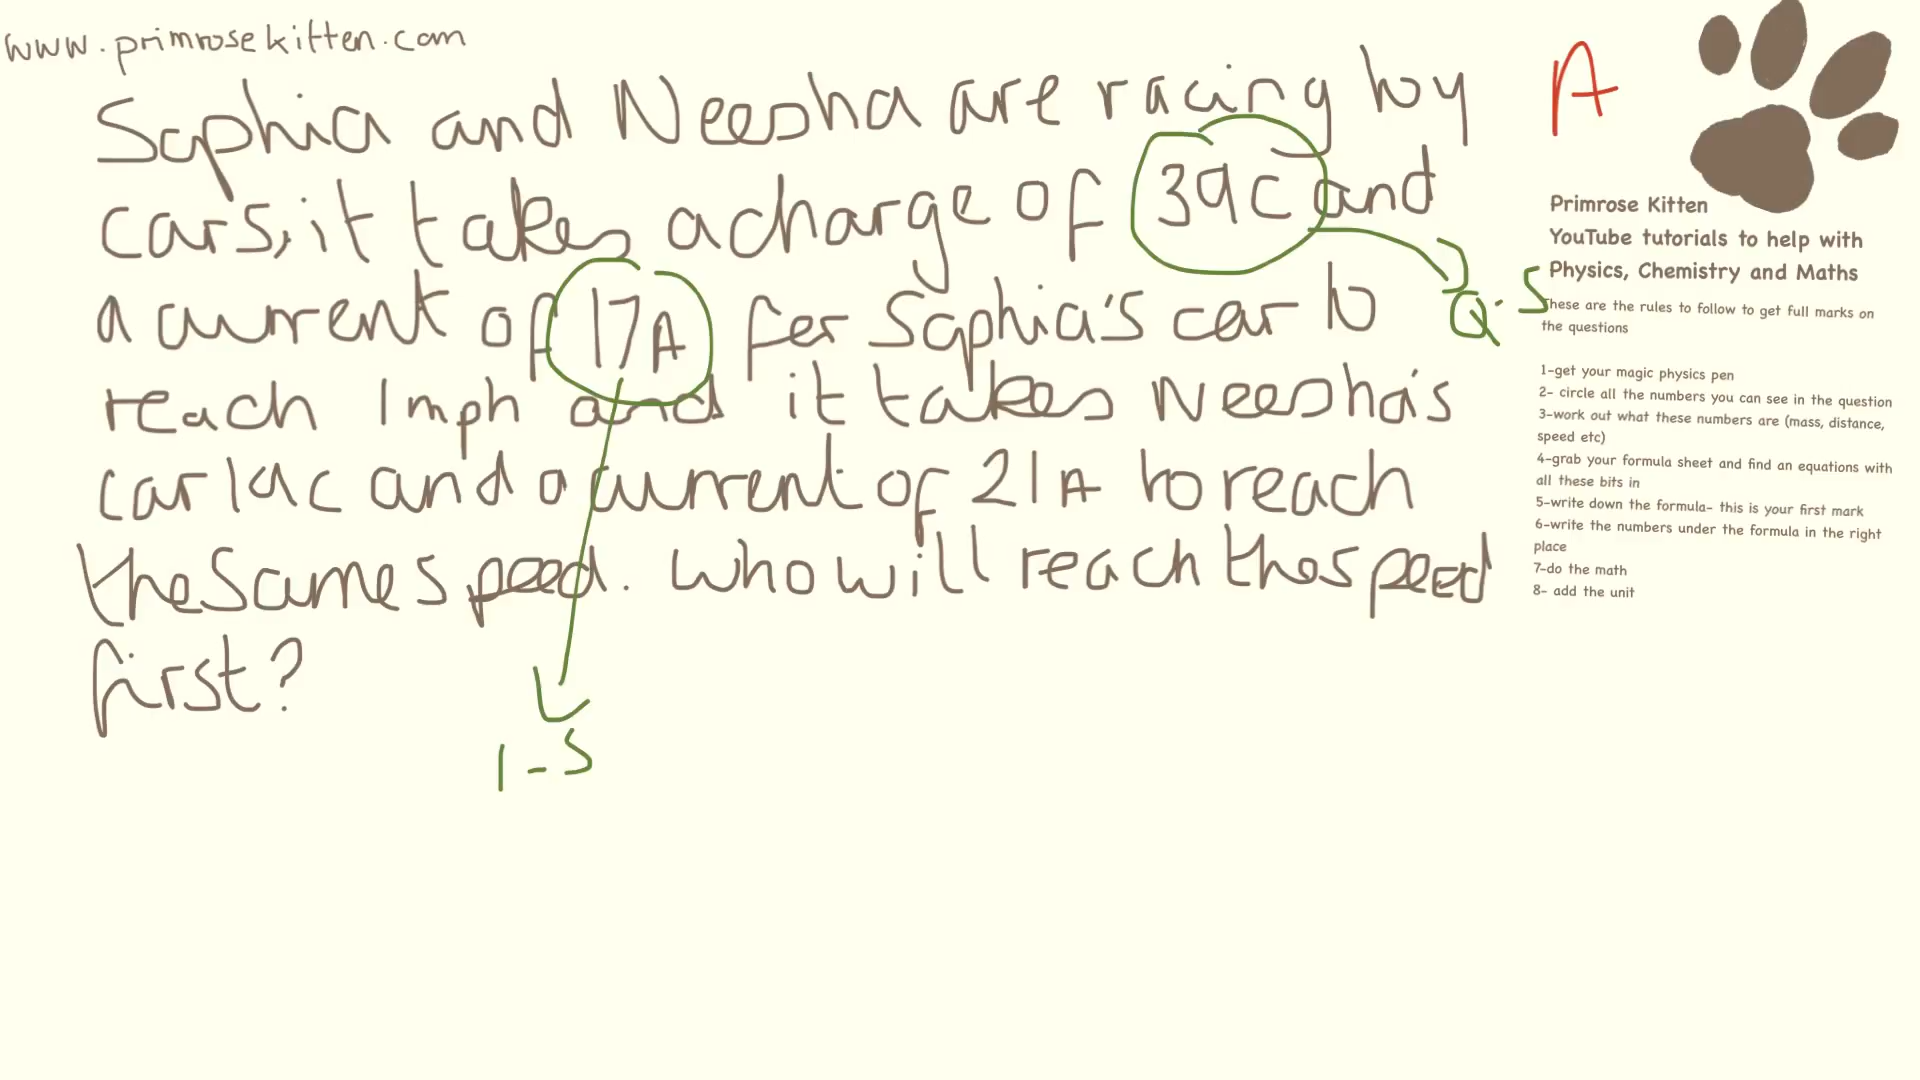 www.primrosekitten.com
Sophia and Neesha are racing toy
cars, it takes a charge of 39C and
a current of 17A for Sophia's car to
reach 1mph and it takes Neesha's
car 19C and a current of 21A to reach
the same speed. Who will reach the speed
first?
Q-S
I-S
A
Primrose Kitten
YouTube tutorials to help with
Physics, Chemistry and Maths
These are the rules to follow to get full marks on
the questions
1-get your magic physics pen
2- circle all the numbers you can see in the question
3-work out what these numbers are (mass, distance,
speed etc)
4-grab your formula sheet and find an equations with
all these bits in
5-write down the formula- this is your first mark
6-write the numbers under the formula in the right
place
7-do the math
8- add the unit